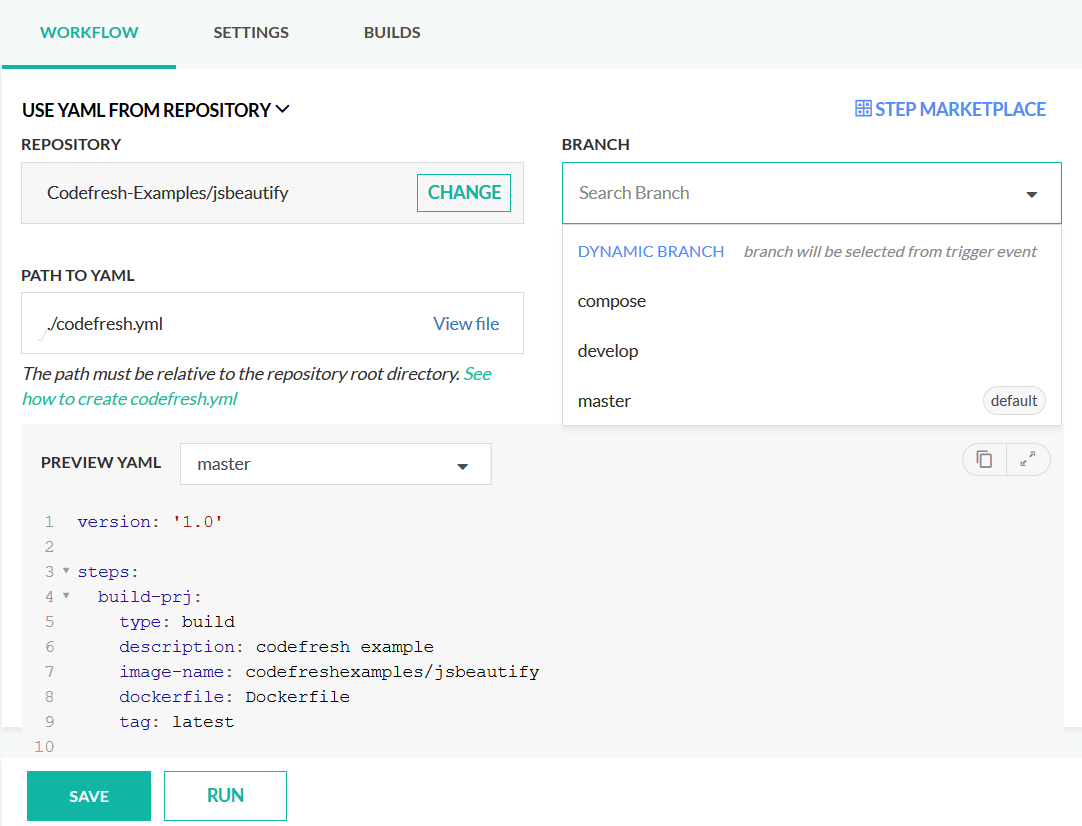 WORKFLOW SETTINGS BUILDS
USE YAML FROM REPOSITORY
STEP MARKETPLACE
REPOSITORY
Codefresh-Examples/jsbeautify
CHANGE
BRANCH
Search Branch
DYNAMIC BRANCH branch will be selected from trigger event
compose
develop
master default
PATH TO YAML
./codefresh.yml View file
The path must be relative to the repository root directory. See
how to create codefresh.yml
PREVIEW YAML master
1 version: '1.0'
2
3 steps:
4 build-prj:
5 type: build
6 description: codefresh example
7 image-name: codefreshexamples/jsbeautify
8 dockerfile: Dockerfile
9 tag: latest
10
SAVE RUN